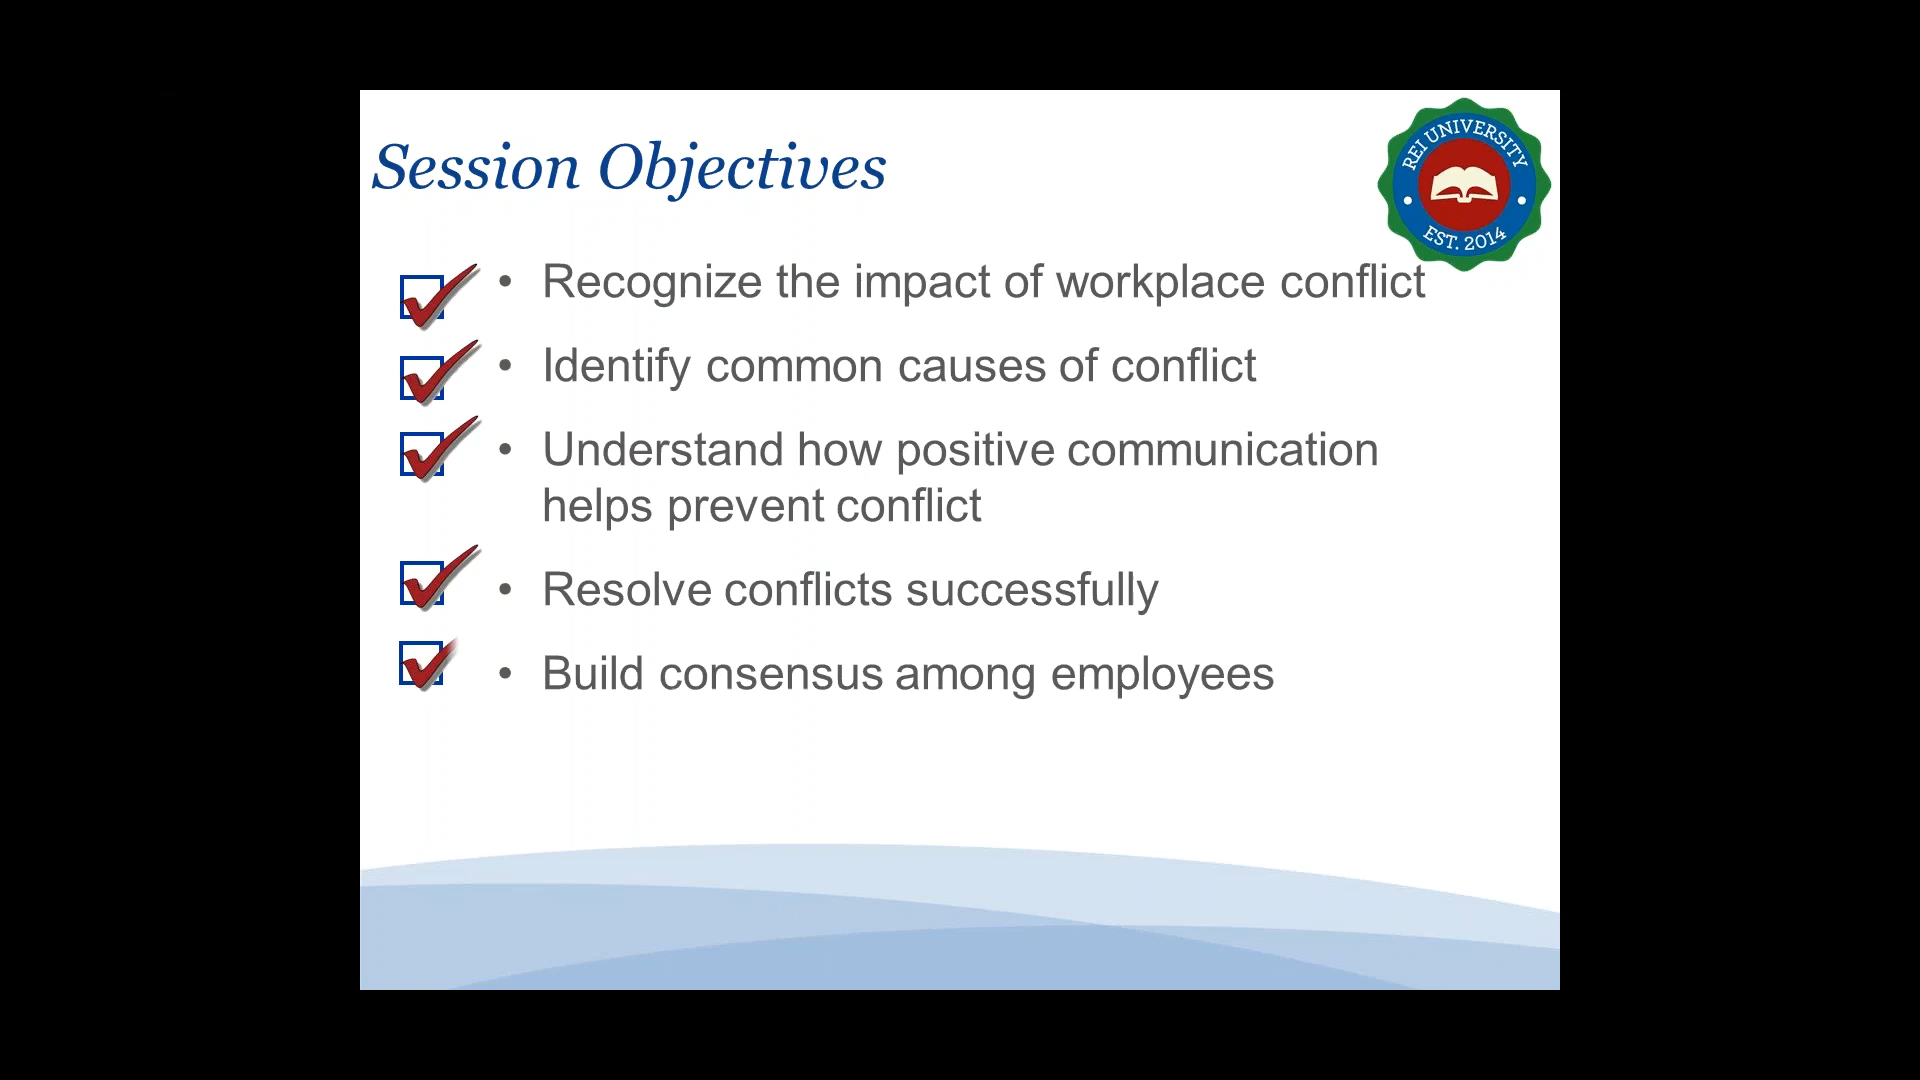 Session Objectives
REI UNIVERSITY
EST. 2014
• Recognize the impact of workplace conflict
• Identify common causes of conflict
• Understand how positive communication
helps prevent conflict
• Resolve conflicts successfully
• Build consensus among employees